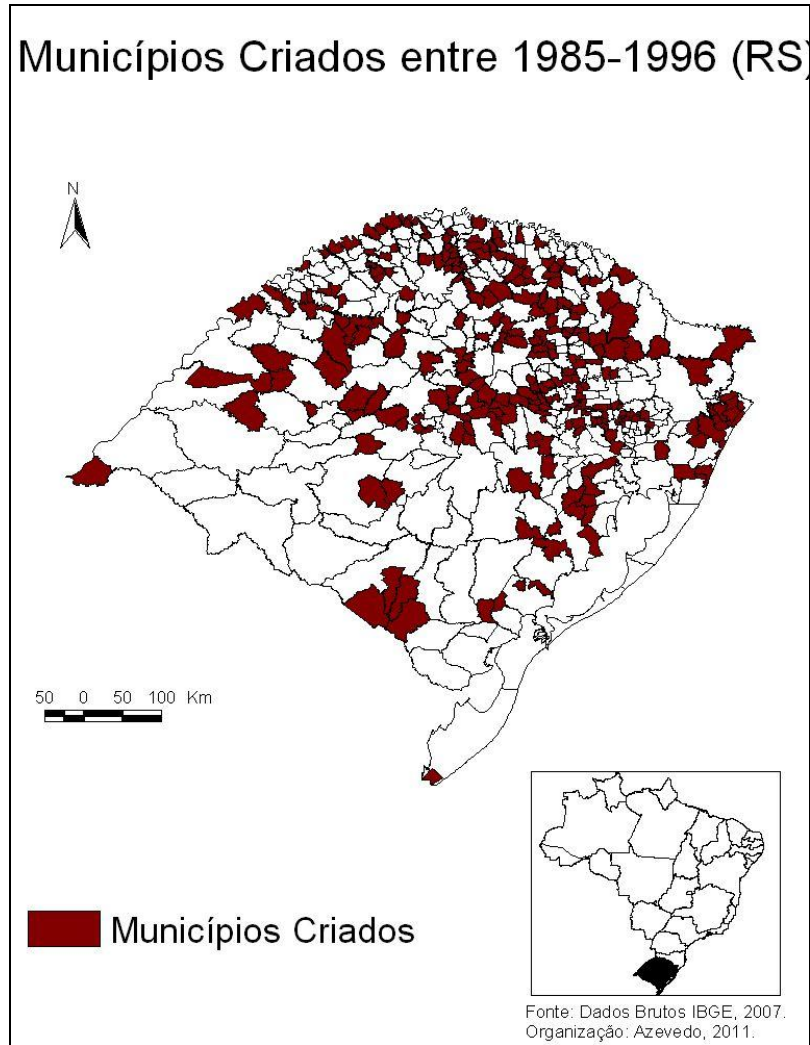 Municípios Criados entre 1985-1996 (RS)
N
50 0 50 100 Km
Municípios Criados
Fonte: Dados Brutos IBGE, 2007.
Organização: Azevedo, 2011.